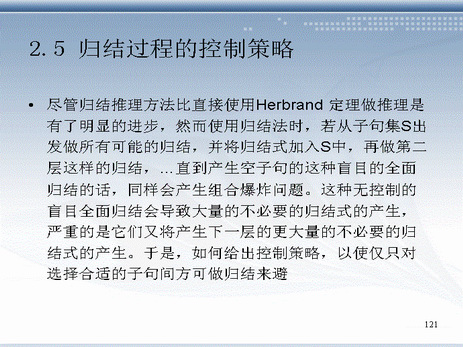 2.5 归结过程的控制策略
• 尽管归结推理方法比直接使用Herbrand 定理做推理是
有了明显的进步，然而使用归结法时，若从子句集S出
发做所有可能的归结，并将归结式加入S中，再做第二
层这样的归结，…直到产生空子句的这种盲目的全面
归结的话，同样会产生组合爆炸问题。这种无控制的
盲目全面归结会导致大量的不必要的归结式的产生，
严重的是它们又将产生下一层的更大量的不必要的归
结式的产生。于是，如何给出控制策略，以使仅只对
选择合适的子句间方可做归结来避
121